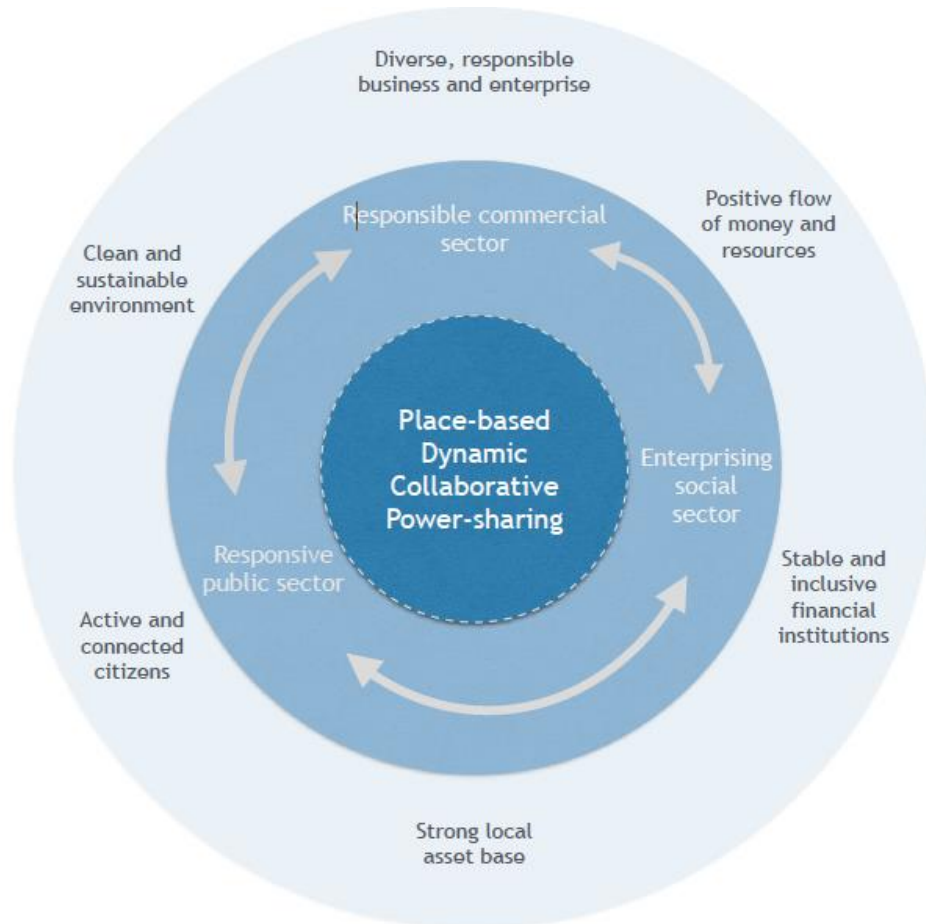 Diverse, responsible
business and enterprise
Positive flow
of money and
resources
Clean and
sustainable
environment
Responsible commercial
sector
Place-based
Dynamic
Collaborative
Power-sharing
Enterprising
social
sector
Responsive
public sector
Stable and
inclusive
financial
institutions
Active and
connected
citizens
Strong local
asset base